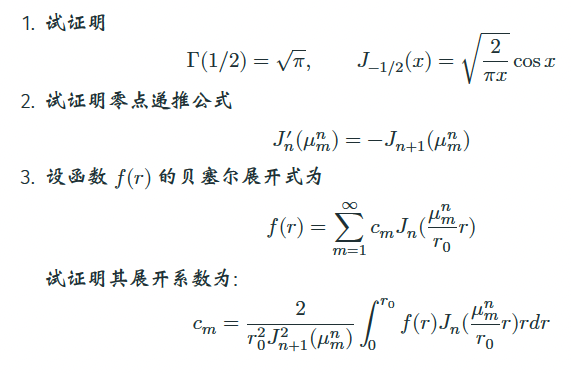 1. 试证明
Γ(1/2) = √π, J_{-1/2}(x) = √(2/(πx)) cos x
2. 试证明零点递推公式
J'_n(μ_m^n) = −J_{n+1}(μ_m^n)
3. 设函数 f(r) 的贝塞尔展开式为
f(r) = ∑_{m=1}^{∞} c_m J_n(μ_m^n/r_0 r)
试证明其展开系数为:
c_m = 2/(r_0^2 J_{n+1}^2(μ_m^n)) ∫_0^{r_0} f(r)J_n(μ_m^n/r_0 r)rdr